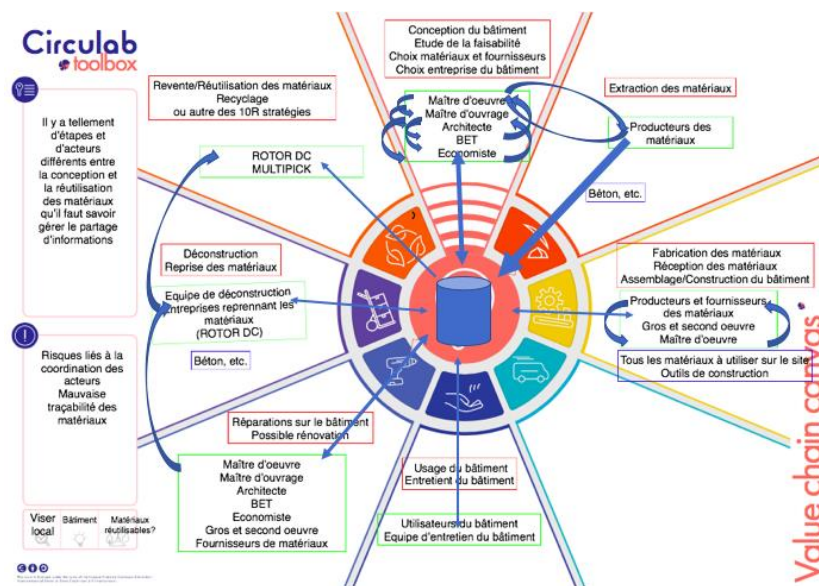 Circulab
toolbox
Il y a tellement
d'étapes et
d'acteurs
différents entre
la conception et
la réutilisation
des matériaux
qu'il faut savoir
gérer le partage
d'informations
Risques liés à la
coordination des
acteurs
Mauvaise
traçabilité des
matériaux
Viser
local
Bâtiment
Matériaux
réutilisables?
Revente/Réutilisation des matériaux
Recyclage
ou autre des 10R stratégies
ROTOR DC
MULTIPICK
Déconstruction
Reprise des matériaux
Equipe de déconstruction
Entreprises reprenant les
matériaux
(ROTOR DC)
Béton, etc.
Réparations sur le bâtiment
Possible rénovation
Maître d'oeuvre
Maître d'ouvrage
Architecte
BET
Economiste
Gros et second oeuvre
Fournisseurs de matériaux
Conception du bâtiment
Etude de la faisabilité
Choix matériaux et fournisseurs
Choix entreprise du bâtiment
Maître d'oeuvre
Maître d'ouvrage
Architecte
BET
Economiste
Extraction des matériaux
Producteurs des
matériaux
Béton, etc.
Fabrication des matériaux
Réception des matériaux
Assemblage/Construction du bâtiment
Producteurs et fournisseurs
des matériaux
Gros et second oeuvre
Maître d'oeuvre
Tous les matériaux à utiliser sur le site
Outils de construction
Usage du bâtiment
Entretient du bâtiment
Utilisateurs du bâtiment
Equipe d'entretien du bâtiment
Value chain canvas